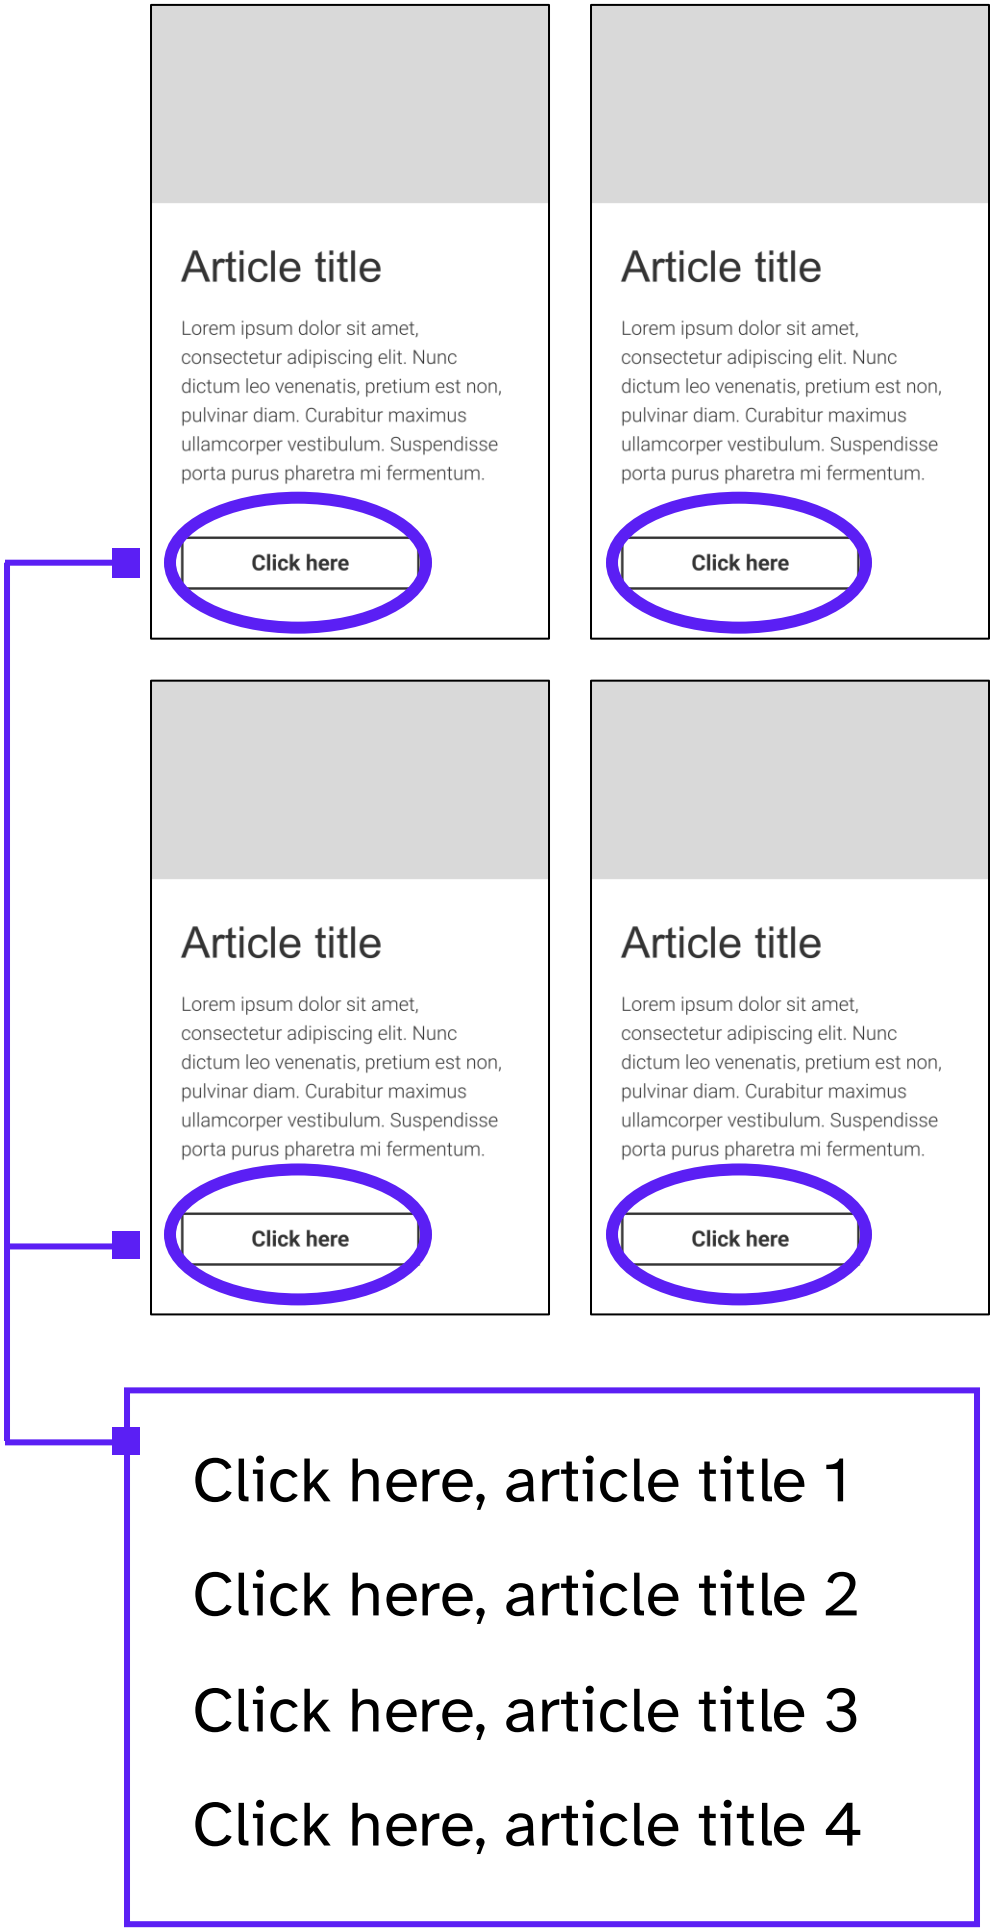 Article title
Lorem ipsum dolor sit amet,
consectetur adipiscing elit. Nunc
dictum leo venenatis, pretium est non,
pulvinar diam. Curabitur maximus
ullamcorper vestibulum. Suspendisse
porta purus pharetra mi fermentum.
Click here
Article title
Lorem ipsum dolor sit amet,
consectetur adipiscing elit. Nunc
dictum leo venenatis, pretium est non,
pulvinar diam. Curabitur maximus
ullamcorper vestibulum. Suspendisse
porta purus pharetra mi fermentum.
Click here
Article title
Lorem ipsum dolor sit amet,
consectetur adipiscing elit. Nunc
dictum leo venenatis, pretium est non,
pulvinar diam. Curabitur maximus
ullamcorper vestibulum. Suspendisse
porta purus pharetra mi fermentum.
Click here
Article title
Lorem ipsum dolor sit amet,
consectetur adipiscing elit. Nunc
dictum leo venenatis, pretium est non,
pulvinar diam. Curabitur maximus
ullamcorper vestibulum. Suspendisse
porta purus pharetra mi fermentum.
Click here
Click here, article title 1
Click here, article title 2
Click here, article title 3
Click here, article title 4